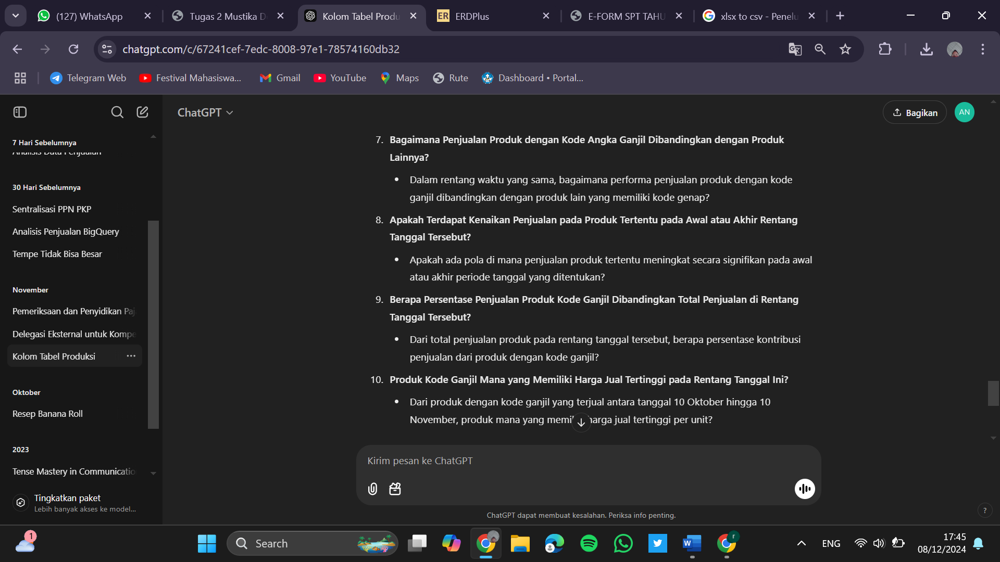 (127) WhatsApp
Tugas 2 Mustika D
Kolom Tabel Produ
ER
ERDPlus
E-FORM SPT TAHU
xlsx to csv - Penelu
chatgpt.com/c/67241cef-7edc-8008-97e1-78574160db32
Telegram Web
Festival Mahasiswa...
Gmail
YouTube
Maps
Rute
Dashboard • Portal...
ChatGPT
Bagikan
AN
7 Hari Sebelumnya
Analisis Data Penjualan
30 Hari Sebelumnya
Sentralisasi PPN PKP
Analisis Penjualan BigQuery
Tempe Tidak Bisa Besar
November
Pemeriksaan dan Penyidikan Paj
Delegasi Eksternal untuk Kompe
Kolom Tabel Produksi
Oktober
Resep Banana Roll
2023
Tense Mastery in Communicatio
Tingkatkan paket
Lebih banyak akses ke model...
7. Bagaimana Penjualan Produk dengan Kode Angka Ganjil Dibandingkan dengan Produk
Lainnya?
• Dalam rentang waktu yang sama, bagaimana performa penjualan produk dengan kode
ganjil dibandingkan dengan produk lain yang memiliki kode genap?
8. Apakah Terdapat Kenaikan Penjualan pada Produk Tertentu pada Awal atau Akhir Rentang
Tanggal Tersebut?
• Apakah ada pola di mana penjualan produk tertentu meningkat secara signifikan pada awal
atau akhir periode tanggal yang ditentukan?
9. Berapa Persentase Penjualan Produk Kode Ganjil Dibandingkan Total Penjualan di Rentang
Tanggal Tersebut?
• Dari total penjualan produk pada rentang tanggal tersebut, berapa persentase kontribusi
penjualan dari produk dengan kode ganjil?
10. Produk Kode Ganjil Mana yang Memiliki Harga Jual Tertinggi pada Rentang Tanggal Ini?
• Dari produk dengan kode ganjil yang terjual antara tanggal 10 Oktober hingga 10
November, produk mana yang memil harga jual tertinggi per unit?
Kirim pesan ke ChatGPT
ChatGPT dapat membuat kesalahan. Periksa info penting.
?
1
Search
W
r
ENG
17:45
08/12/2024